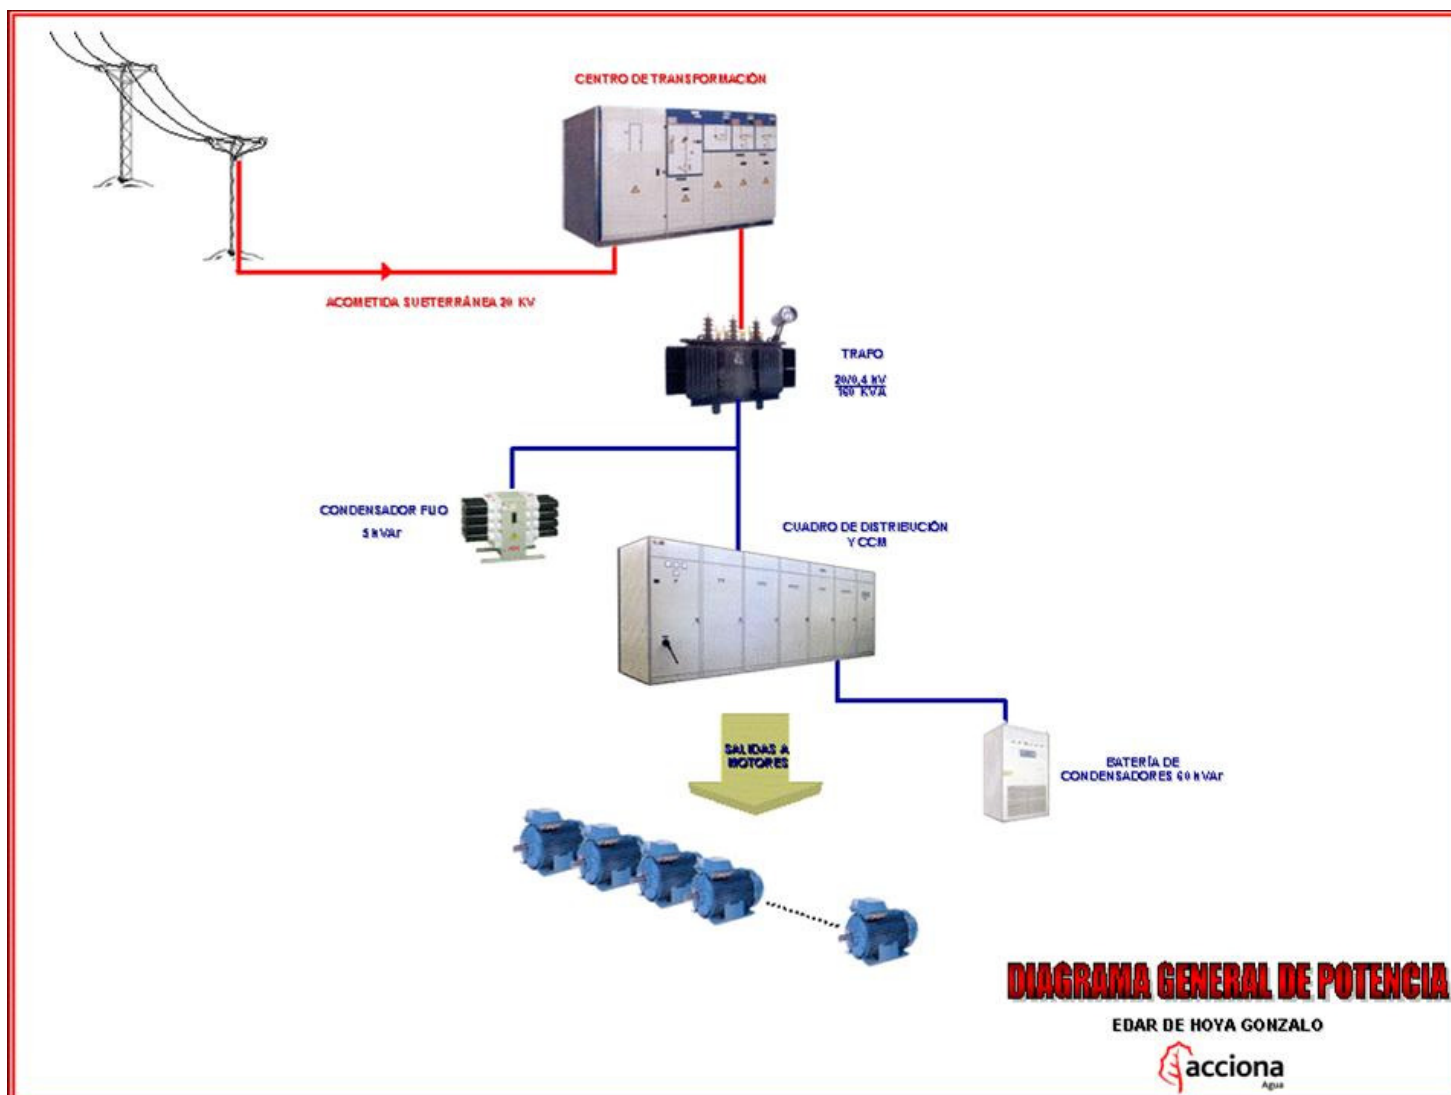 CENTRO DE TRANSFORMACIÓN
ACOMETIDA SUBTERRÁNEA 20 KV
TRAFO
20/0,4 kV
160 KVA
CONDENSADOR FIJO
5 kVAr
CUADRO DE DISTRIBUCIÓN
Y CCM
SALIDAS A
MOTORES
BATERÍA DE
CONDENSADORES 60 kVAr
DIAGRAMA GENERAL DE POTENCIA
EDAR DE HOYA GONZALO
acciona
Agua